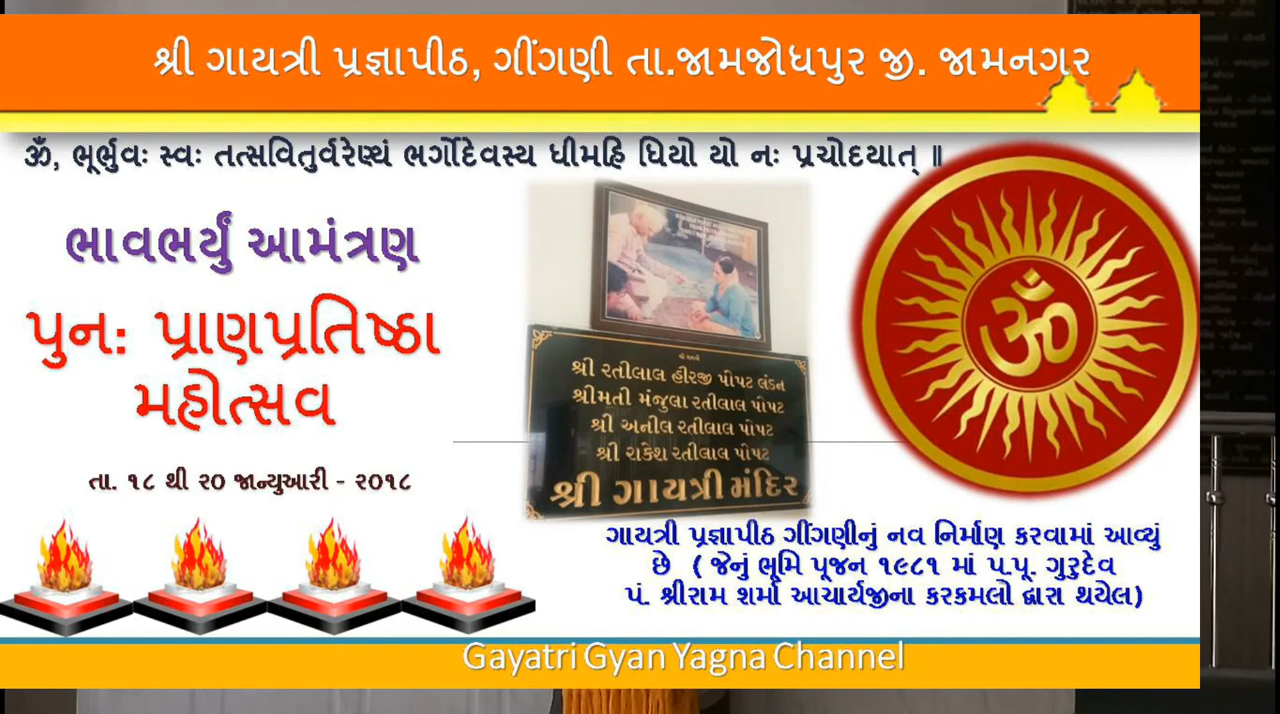 શ્રી ગાયત્રી પ્રજ્ઞાપીઠ, ગીંગણી તા.જામજોધપુર જી. જામનગર
ૐ, ભૂર્ભુવઃ સ્વઃ તત્સવિતુર્વરેણ્યં ભર્ગોદેવસ્ય ધીમહિ ધિયો યો નઃ પ્રચોદયાત્ ॥
ભાવભર્યું આમંત્રણ
પુનઃ પ્રાણપ્રતિષ્ઠા
મહોત્સવ
તા. ૧૮ થી ૨૦ જાન્યુઆરી - ૨૦૧૮
શ્રી રતીલાલ હીરજી પોપટ લંડન
શ્રીમતી મંજુલા રતીલાલ પોપટ
શ્રી અનીલ રતીલાલ પોપટ
શ્રી રાકેશ રતીલાલ પોપટ
શ્રી ગાયત્રી મંદિર
ૐ
ગાયત્રી પ્રજ્ઞાપીઠ ગીંગણીનું નવ નિર્માણ કરવામાં આવ્યું
છે ( જેનું ભૂમિ પૂજન ૧૯૮૧ માં પ.પૂ. ગુરુદેવ
પં. શ્રીરામ શર્મા આચાર્યજીના કરકમલો દ્વારા થયેલ)
Gayatri Gyan Yagna Channel